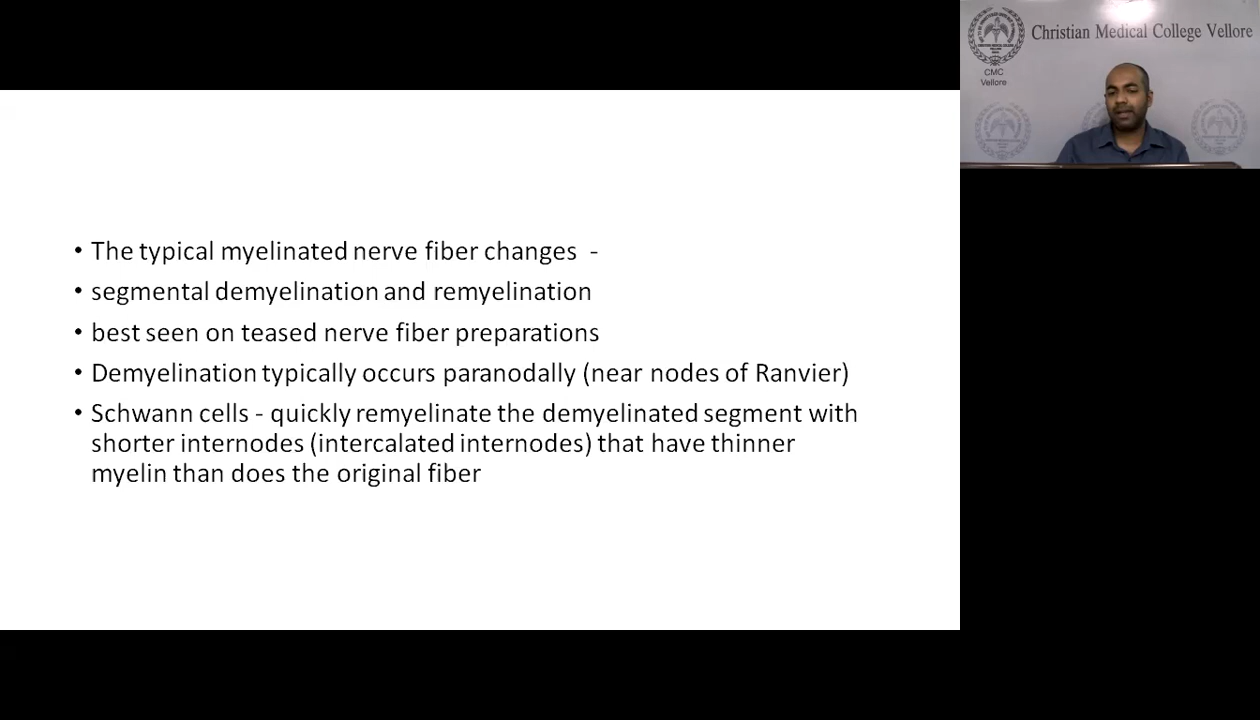 • The typical myelinated nerve fiber changes -
• segmental demyelination and remyelination
• best seen on teased nerve fiber preparations
• Demyelination typically occurs paranodally (near nodes of Ranvier)
• Schwann cells - quickly remyelinate the demyelinated segment with
shorter internodes (intercalated internodes) that have thinner
myelin than does the original fiber
Christian Medical College Vellore
CMC
Vellore